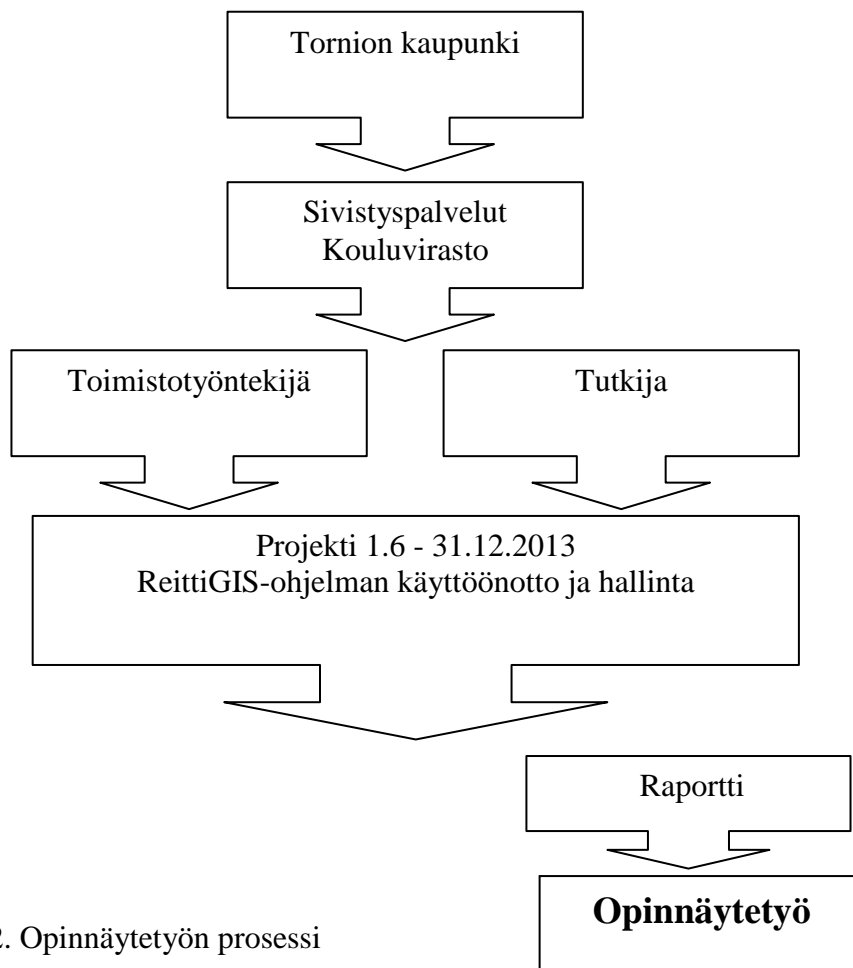 Tornion kaupunki
Sivistyspalvelut
Kouluvirasto
Toimistotyöntekijä
Tutkija
Projekti 1.6 - 31.12.2013
ReittiGIS-ohjelman käyttöönotto ja hallinta
Raportti
Opinnäytetyö
2. Opinnäytetyön prosessi